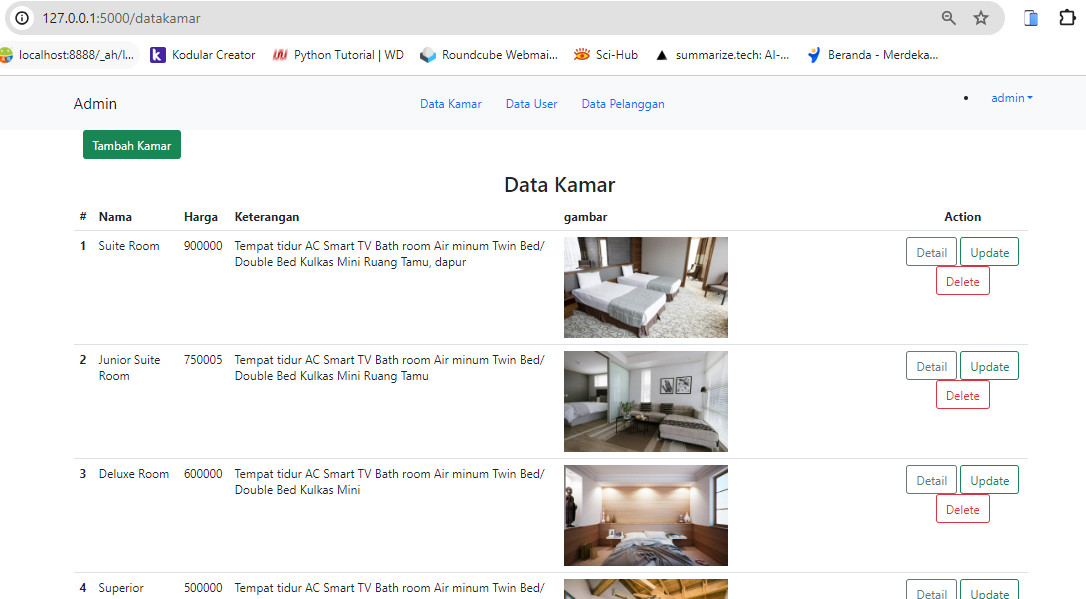 127.0.0.1:5000/datakamar
localhost:8888/_ah/l... Kodular Creator Python Tutorial | WD Roundcube Webmai... Sci-Hub summarize.tech: AI-... Beranda - Merdeka...
Admin Data Kamar Data User Data Pelanggan admin
Tambah Kamar
Data Kamar
# Nama Harga Keterangan gambar Action
1 Suite Room 900000 Tempat tidur AC Smart TV Bath room Air minum Twin Bed/ Detail Update
Double Bed Kulkas Mini Ruang Tamu, dapur
Delete
2 Junior Suite 750005 Tempat tidur AC Smart TV Bath room Air minum Twin Bed/ Detail Update
Room Double Bed Kulkas Mini Ruang Tamu
Delete
3 Deluxe Room 600000 Tempat tidur AC Smart TV Bath room Air minum Twin Bed/ Detail Update
Double Bed Kulkas Mini
Delete
4 Superior 500000 Tempat tidur AC Smart TV Bath room Air minum Twin Bed/ Detail Update